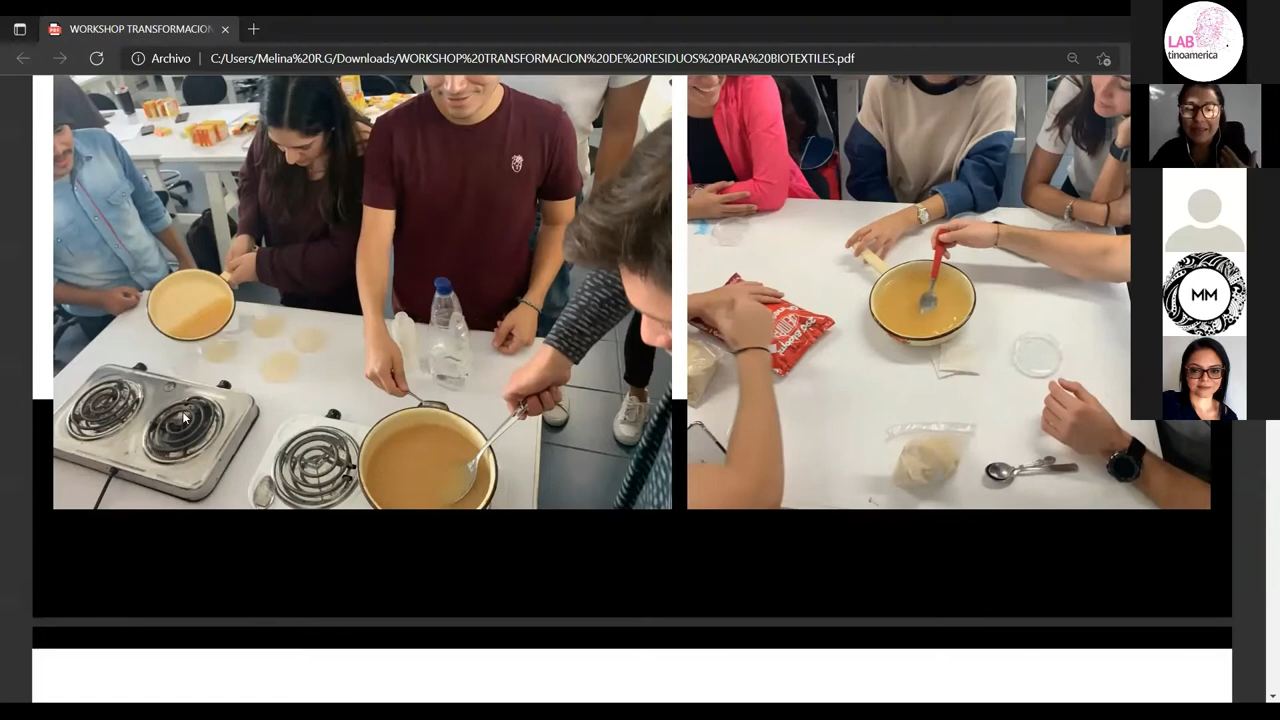 WORKSHOP TRANSFORMACION
Archivo
C:/Users/Melina%20R.G/Downloads/WORKSHOP%20TRANSFORMACION%20DE%20RESIDUOS%20PARA%20BIOTEXTILES.pdf
LAB
tinoamerica
MM